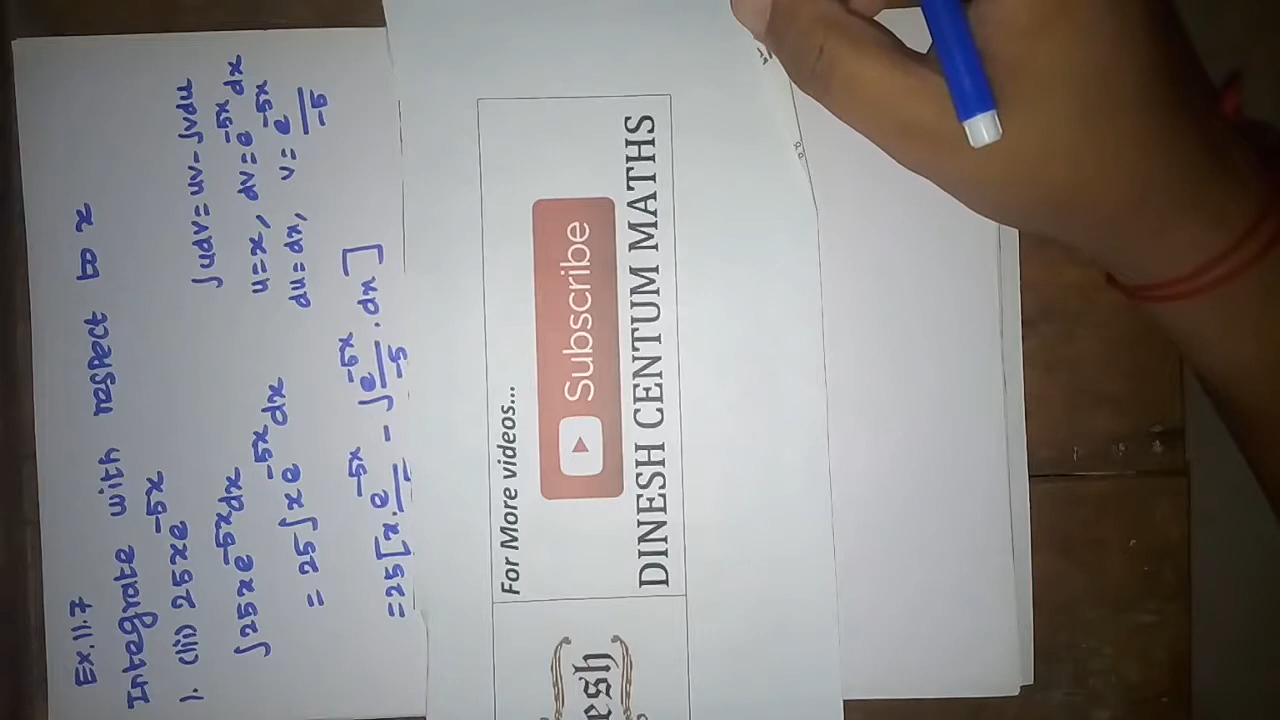 Ex.11.7
Integrate with respect to x
1. (iii) 25xe^-5x
∫25xe^-5x dx
= 25∫xe^-5x dx
=25[x.e^-5x/ - ∫e^-5x/-5 . dx]
∫udv = uv - ∫vdu
u=x, dv=e^-5x dx
du=dx, v=e^-5x/-5
For More videos...
Subscribe
DINESH CENTUM MATHS
esh